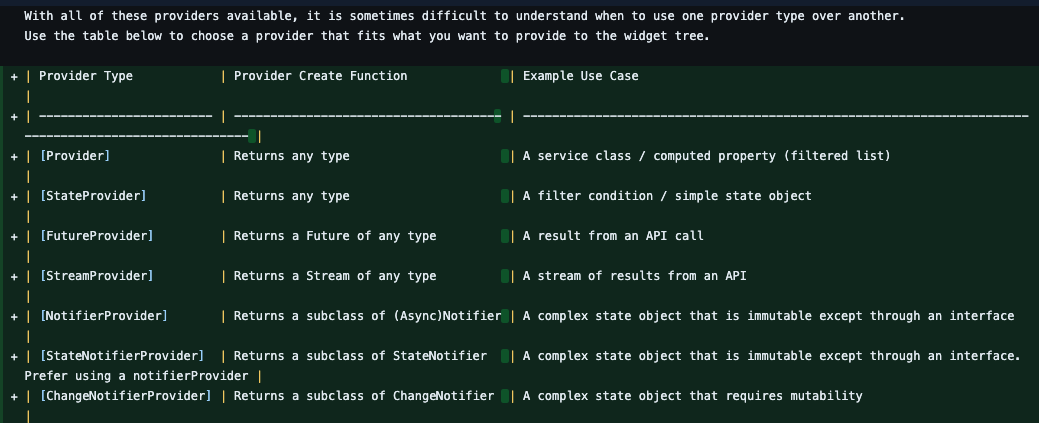 With all of these providers available, it is sometimes difficult to understand when to use one provider type over another.
Use the table below to choose a provider that fits what you want to provide to the widget tree.
+ | Provider Type | Provider Create Function | Example Use Case
|
+ | ------------------------ | ------------------------------------- | ----------------------------------------------------------------------
------------------------------- |
+ | [Provider] | Returns any type | A service class / computed property (filtered list)
|
+ | [StateProvider] | Returns any type | A filter condition / simple state object
|
+ | [FutureProvider] | Returns a Future of any type | A result from an API call
|
+ | [StreamProvider] | Returns a Stream of any type | A stream of results from an API
|
+ | [NotifierProvider] | Returns a subclass of (Async)Notifier | A complex state object that is immutable except through an interface
|
+ | [StateNotifierProvider] | Returns a subclass of StateNotifier | A complex state object that is immutable except through an interface.
Prefer using a notifierProvider |
+ | [ChangeNotifierProvider] | Returns a subclass of ChangeNotifier | A complex state object that requires mutability
|